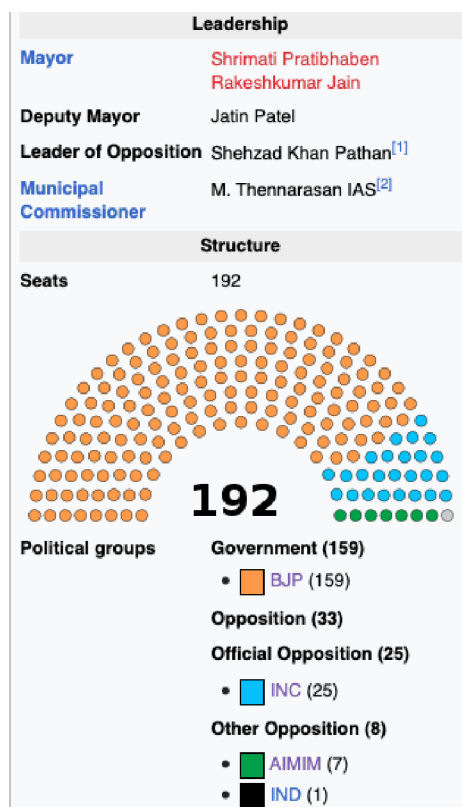 Leadership
Mayor Shrimati Pratibhaben
Rakeshkumar Jain
Deputy Mayor Jatin Patel
Leader of Opposition Shehzad Khan Pathan[1]
Municipal M. Thennarasan IAS[2]
Commissioner
Structure
Seats 192
192
Political groups Government (159)
• BJP (159)
Opposition (33)
Official Opposition (25)
• INC (25)
Other Opposition (8)
• AIMIM (7)
• IND (1)